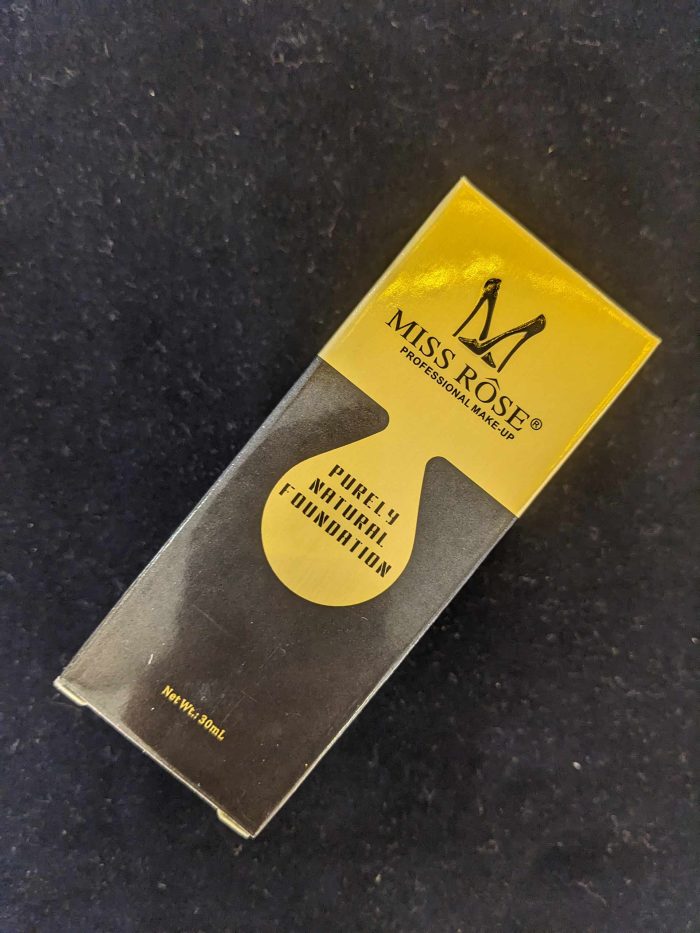 MISS RÔSE®
PROFESSIONAL MAKE-UP
PURELY
NATURAL
FOUNDATION
Net Wt.: 30mL